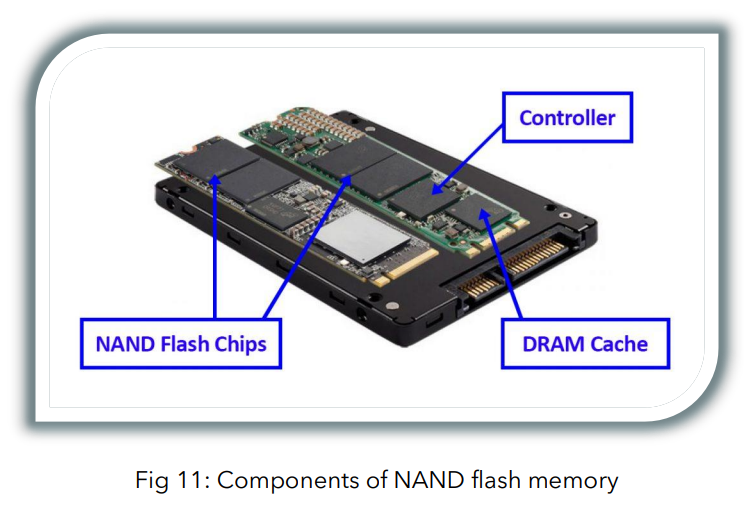 Controller
NAND Flash Chips
DRAM Cache
Fig 11: Components of NAND flash memory